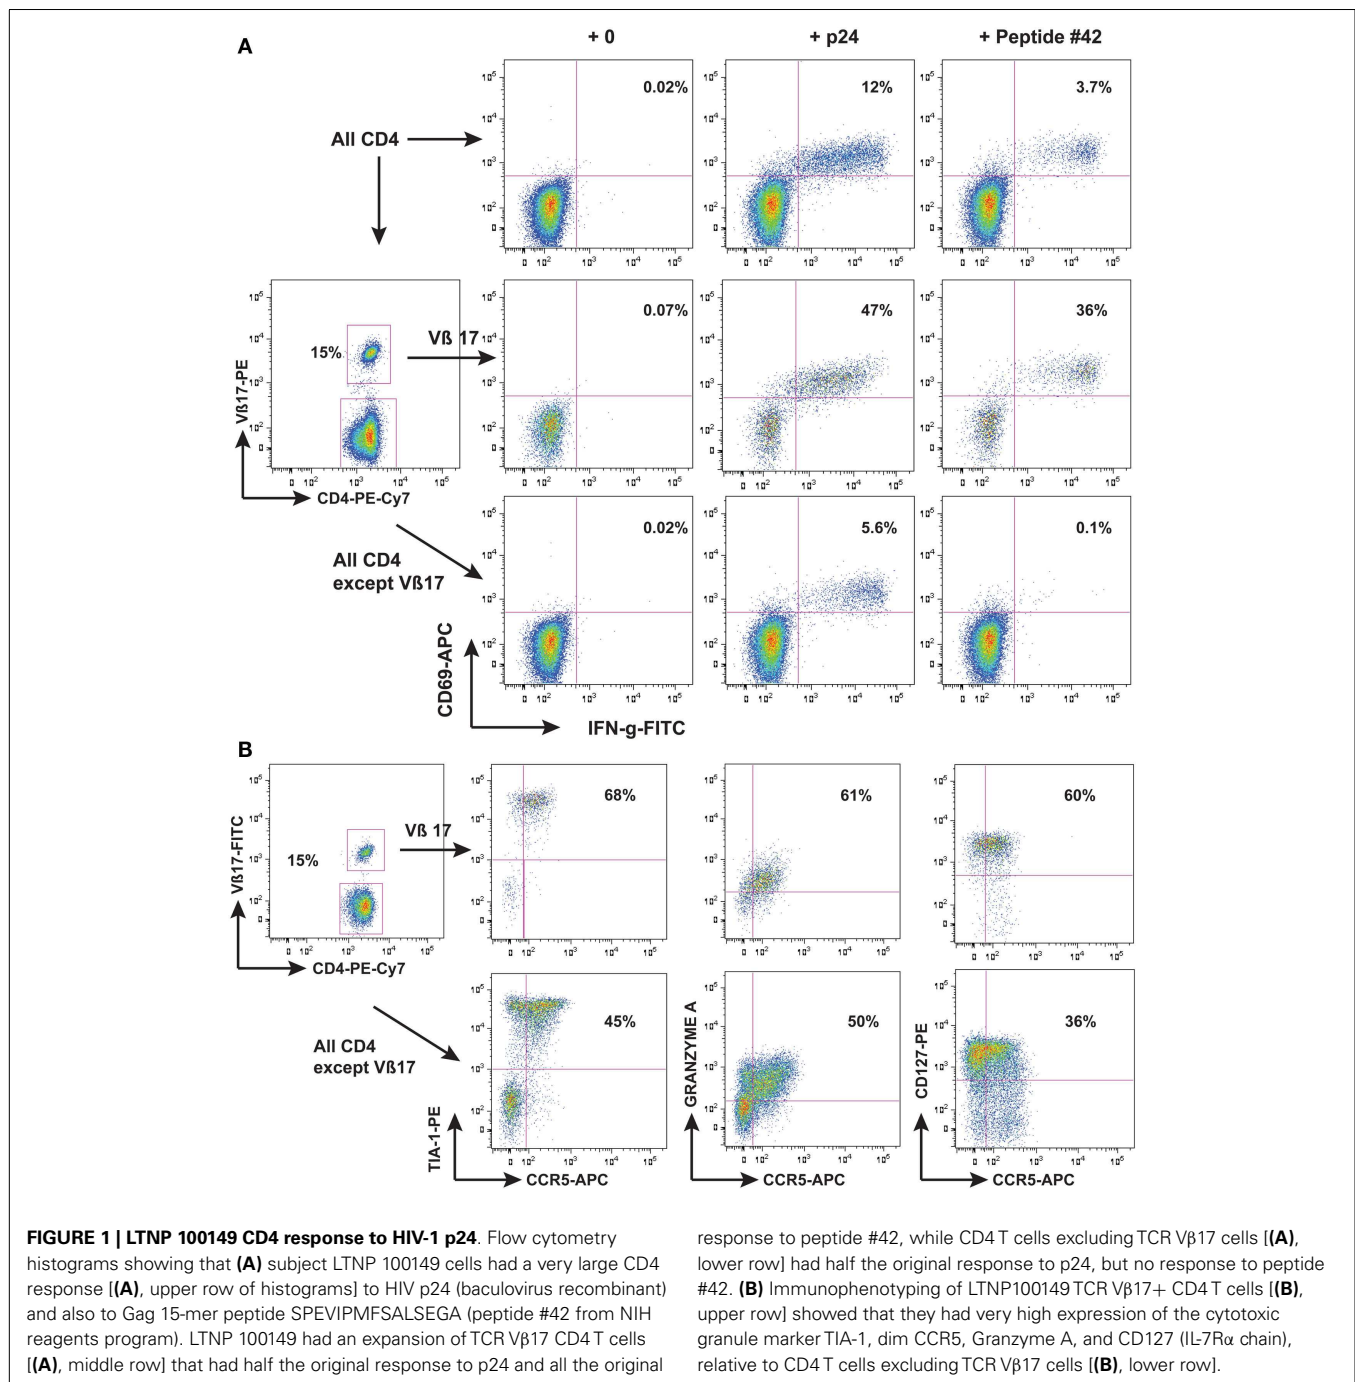 A
+ 0
+ p24
+ Peptide #42
All CD4
0.02%
12%
3.7%
10⁵
10⁴
10³
10²
0
0 10² 10³ 10⁴ 10⁵
Vß17-PE
15%
CD4-PE-Cy7
Vß 17
0.07%
47%
36%
All CD4
except Vß17
0.02%
5.6%
0.1%
CD69-APC
IFN-g-FITC
B
Vß17-FITC
15%
CD4-PE-Cy7
Vß 17
68%
61%
60%
All CD4
except Vß17
45%
50%
36%
TIA-1-PE
GRANZYME A
CD127-PE
CCR5-APC
CCR5-APC
CCR5-APC
FIGURE 1 | LTNP 100149 CD4 response to HIV-1 p24. Flow cytometry
histograms showing that (A) subject LTNP 100149 cells had a very large CD4
response [(A), upper row of histograms] to HIV p24 (baculovirus recombinant)
and also to Gag 15-mer peptide SPEVIPMFSALSEGA (peptide #42 from NIH
reagents program). LTNP 100149 had an expansion of TCR Vβ17 CD4 T cells
[(A), middle row] that had half the original response to p24 and all the original
response to peptide #42, while CD4 T cells excluding TCR Vβ17 cells [(A),
lower row] had half the original response to p24, but no response to peptide
#42. (B) Immunophenotyping of LTNP100149 TCR Vβ17+ CD4 T cells [(B),
upper row] showed that they had very high expression of the cytotoxic
granule marker TIA-1, dim CCR5, Granzyme A, and CD127 (IL-7Rα chain),
relative to CD4 T cells excluding TCR Vβ17 cells [(B), lower row].